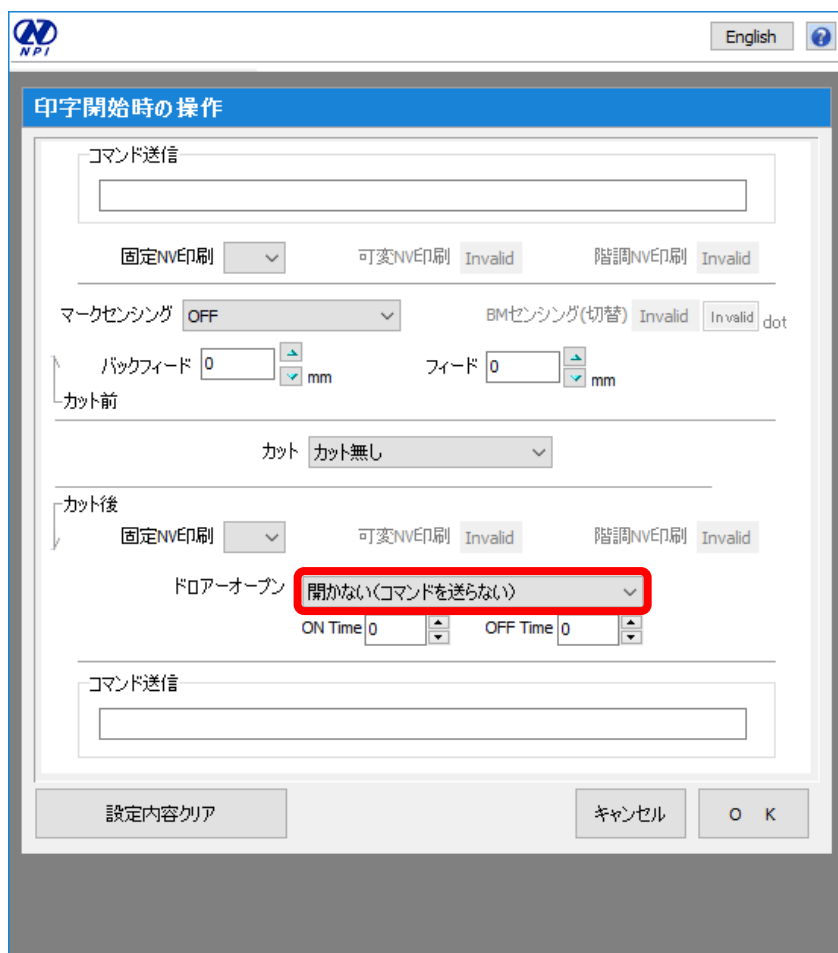 NPI
English ?
印字開始時の操作
コマンド送信
固定NV印刷 可変NV印刷 Invalid 階調NV印刷 Invalid
マークセンシング OFF BMセンシング(切替) Invalid Invalid dot
バックフィード 0 mm フィード 0 mm
カット前
カット カット無し
カット後
固定NV印刷 可変NV印刷 Invalid 階調NV印刷 Invalid
ドロアーオープン 開かない(コマンドを送らない)
ON Time 0 OFF Time 0
コマンド送信
設定内容クリア キャンセル O K